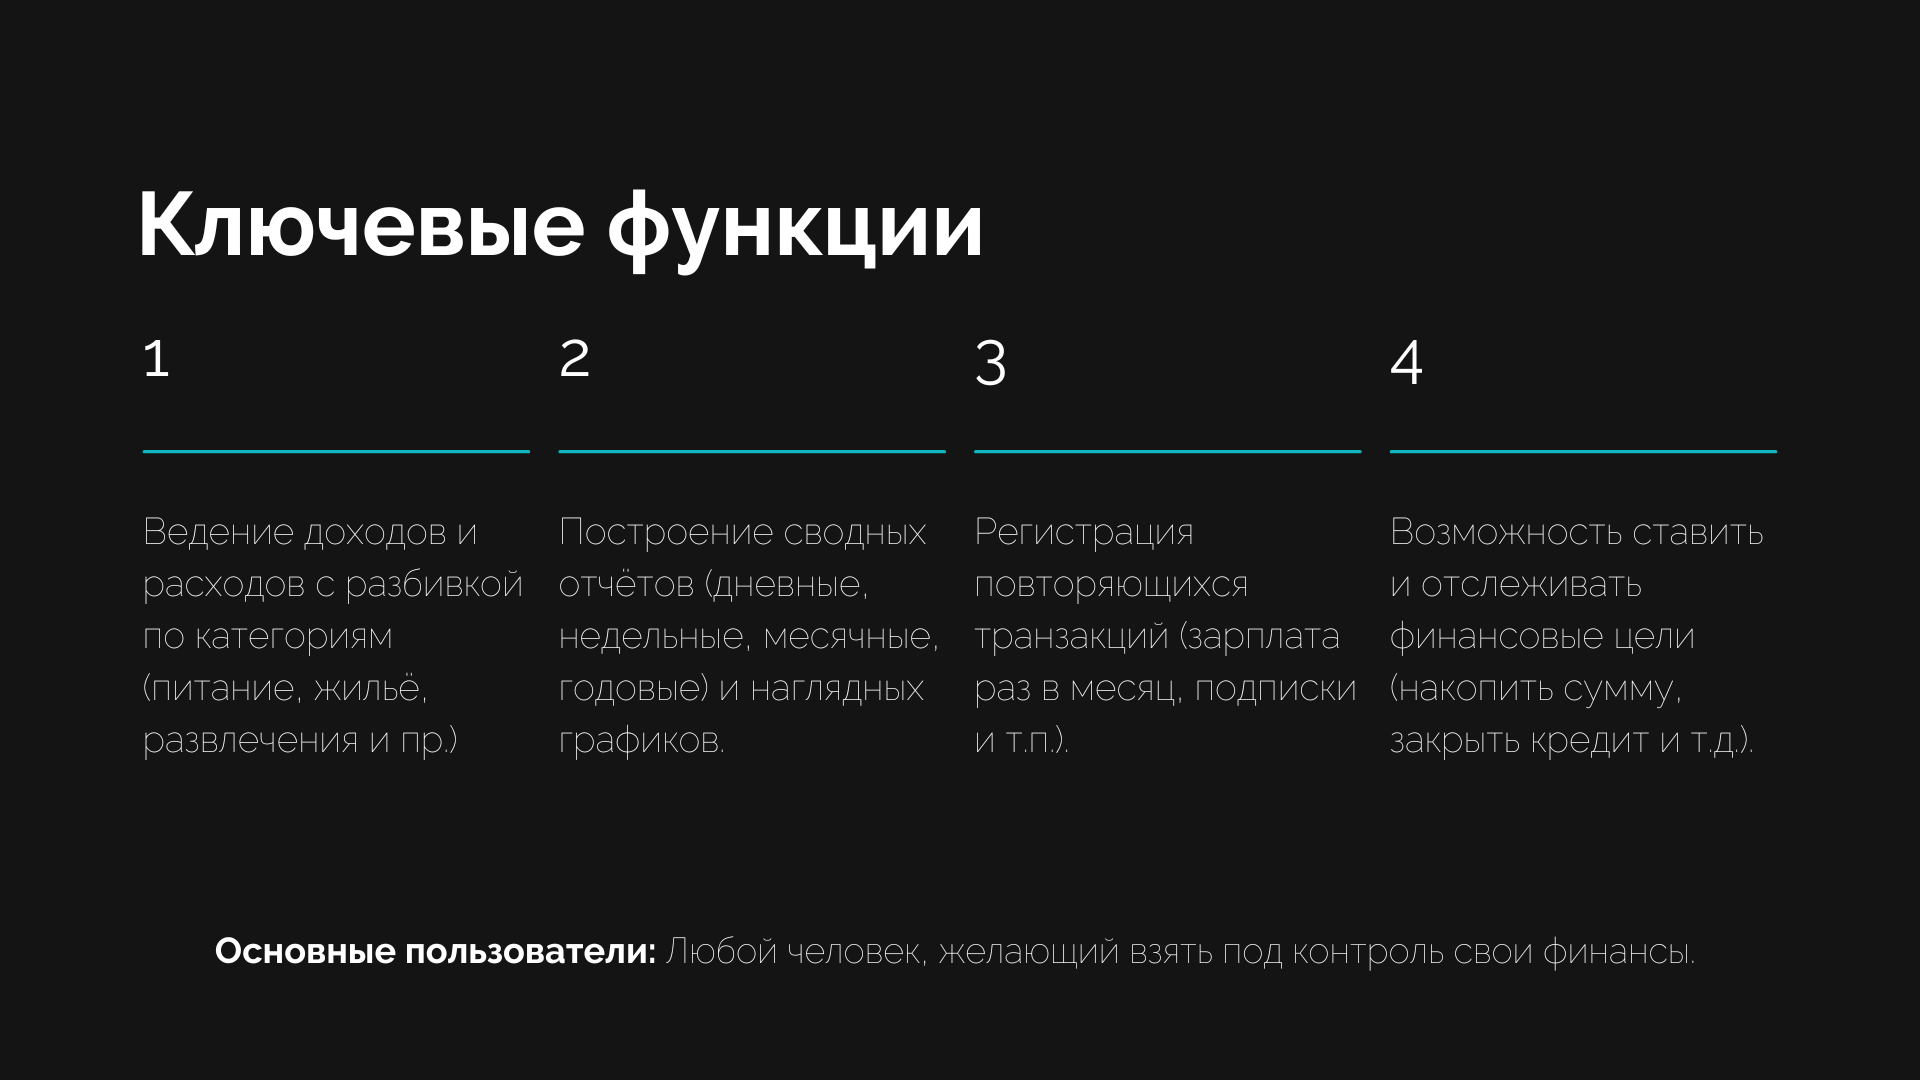 Ключевые функции
1
Ведение доходов и
расходов с разбивкой
по категориям
(питание, жильё,
развлечения и пр.)
2
Построение сводных
отчётов (дневные,
недельные, месячные,
годовые) и наглядных
графиков.
3
Регистрация
повторяющихся
транзакций (зарплата
раз в месяц, подписки
и т.п.).
4
Возможность ставить
и отслеживать
финансовые цели
(накопить сумму,
закрыть кредит и т.д.).
Основные пользователи: Любой человек, желающий взять под контроль свои финансы.